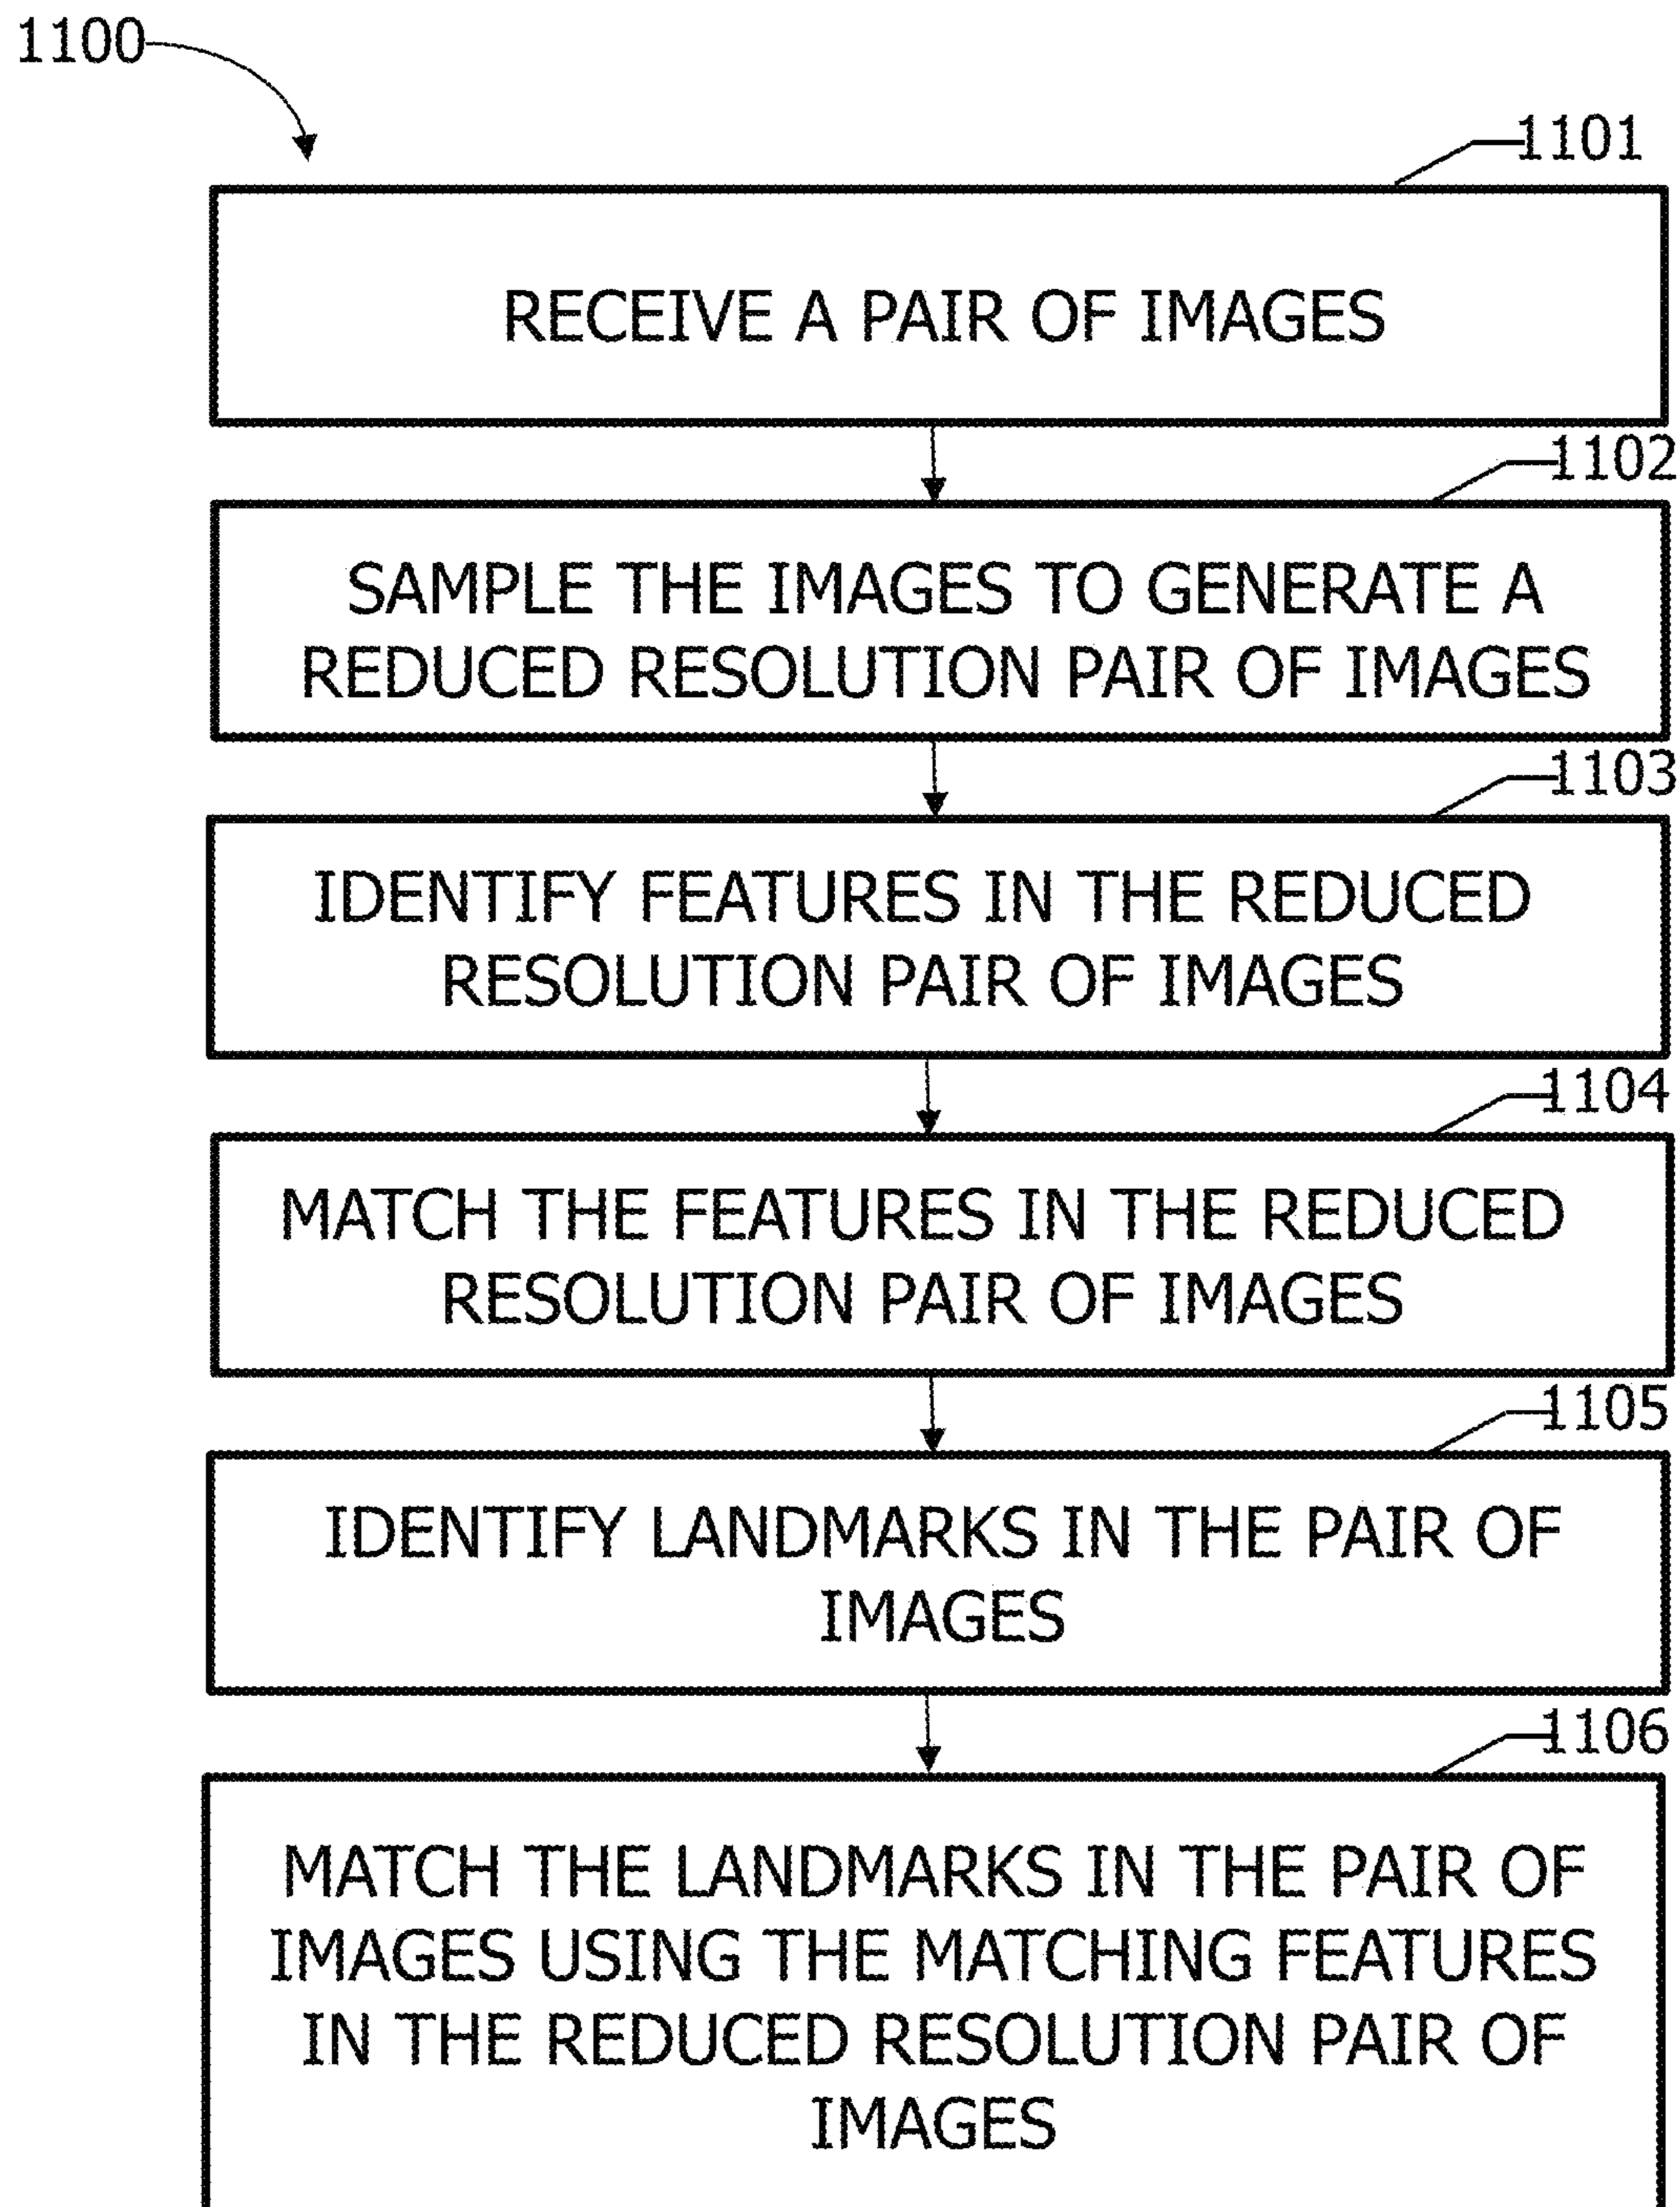 1100
1101
RECEIVE A PAIR OF IMAGES
1102
SAMPLE THE IMAGES TO GENERATE A
REDUCED RESOLUTION PAIR OF IMAGES
1103
IDENTIFY FEATURES IN THE REDUCED
RESOLUTION PAIR OF IMAGES
1104
MATCH THE FEATURES IN THE REDUCED
RESOLUTION PAIR OF IMAGES
1105
IDENTIFY LANDMARKS IN THE PAIR OF
IMAGES
1106
MATCH THE LANDMARKS IN THE PAIR OF
IMAGES USING THE MATCHING FEATURES
IN THE REDUCED RESOLUTION PAIR OF
IMAGES